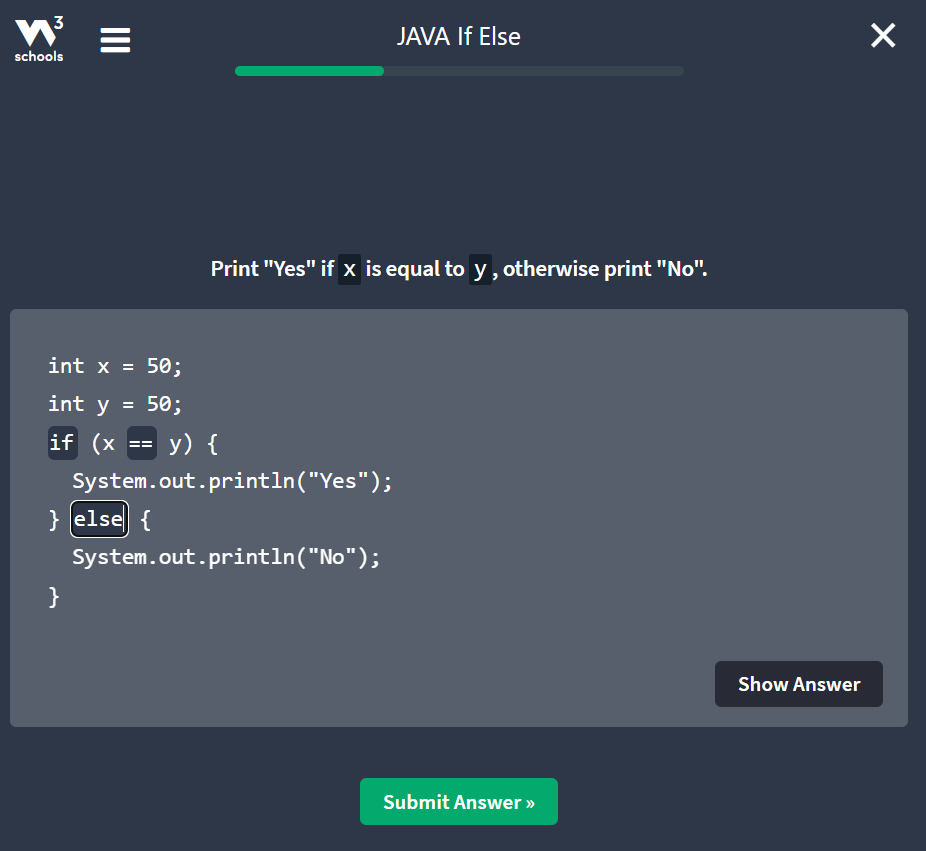 3
schools
JAVA If Else
Print "Yes" if x is equal to y, otherwise print "No".
int x = 50;
int y = 50;
if (x == y) {
  System.out.println("Yes");
} else {
  System.out.println("No");
}
Show Answer
Submit Answer »